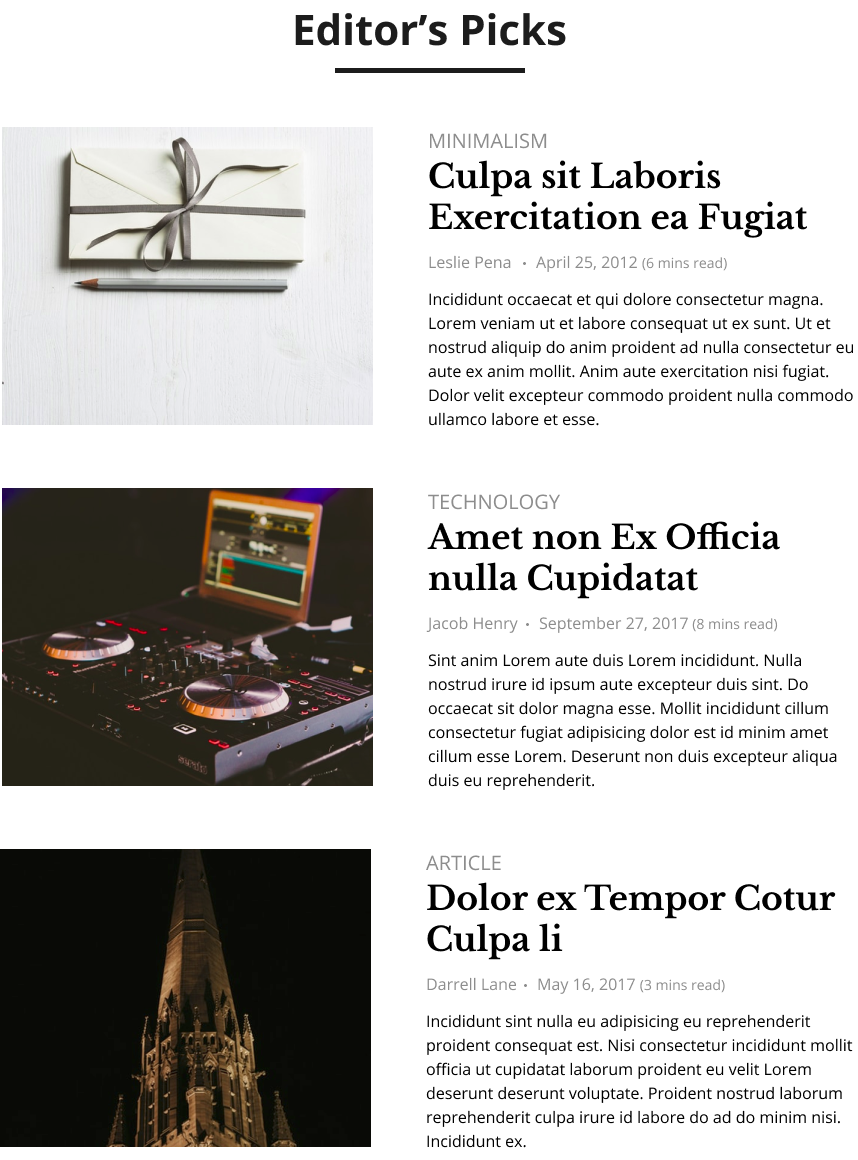 Editor’s Picks
MINIMALISM
Culpa sit Laboris
Exercitation ea Fugiat
Leslie Pena • April 25, 2012 (6 mins read)
Incididunt occaecat et qui dolore consectetur magna.
Lorem veniam ut et labore consequat ut ex sunt. Ut et
nostrud aliquip do anim proident ad nulla consectetur eu
aute ex anim mollit. Anim aute exercitation nisi fugiat.
Dolor velit excepteur commodo proident nulla commodo
ullamco labore et esse.
TECHNOLOGY
Amet non Ex Officia
nulla Cupidatat
Jacob Henry • September 27, 2017 (8 mins read)
Sint anim Lorem aute duis Lorem incididunt. Nulla
nostrud irure id ipsum aute excepteur duis sint. Do
occaecat sit dolor magna esse. Mollit incididunt cillum
consectetur fugiat adipisicing dolor est id minim amet
cillum esse Lorem. Deserunt non duis excepteur aliqua
duis eu reprehenderit.
ARTICLE
Dolor ex Tempor Cotur
Culpa li
Darrell Lane • May 16, 2017 (3 mins read)
Incididunt sint nulla eu adipisicing eu reprehenderit
proident consequat est. Nisi consectetur incididunt mollit
officia ut cupidatat laborum proident eu velit Lorem
deserunt deserunt voluptate. Proident nostrud laborum
reprehenderit culpa irure id labore do ad do minim nisi.
Incididunt ex.